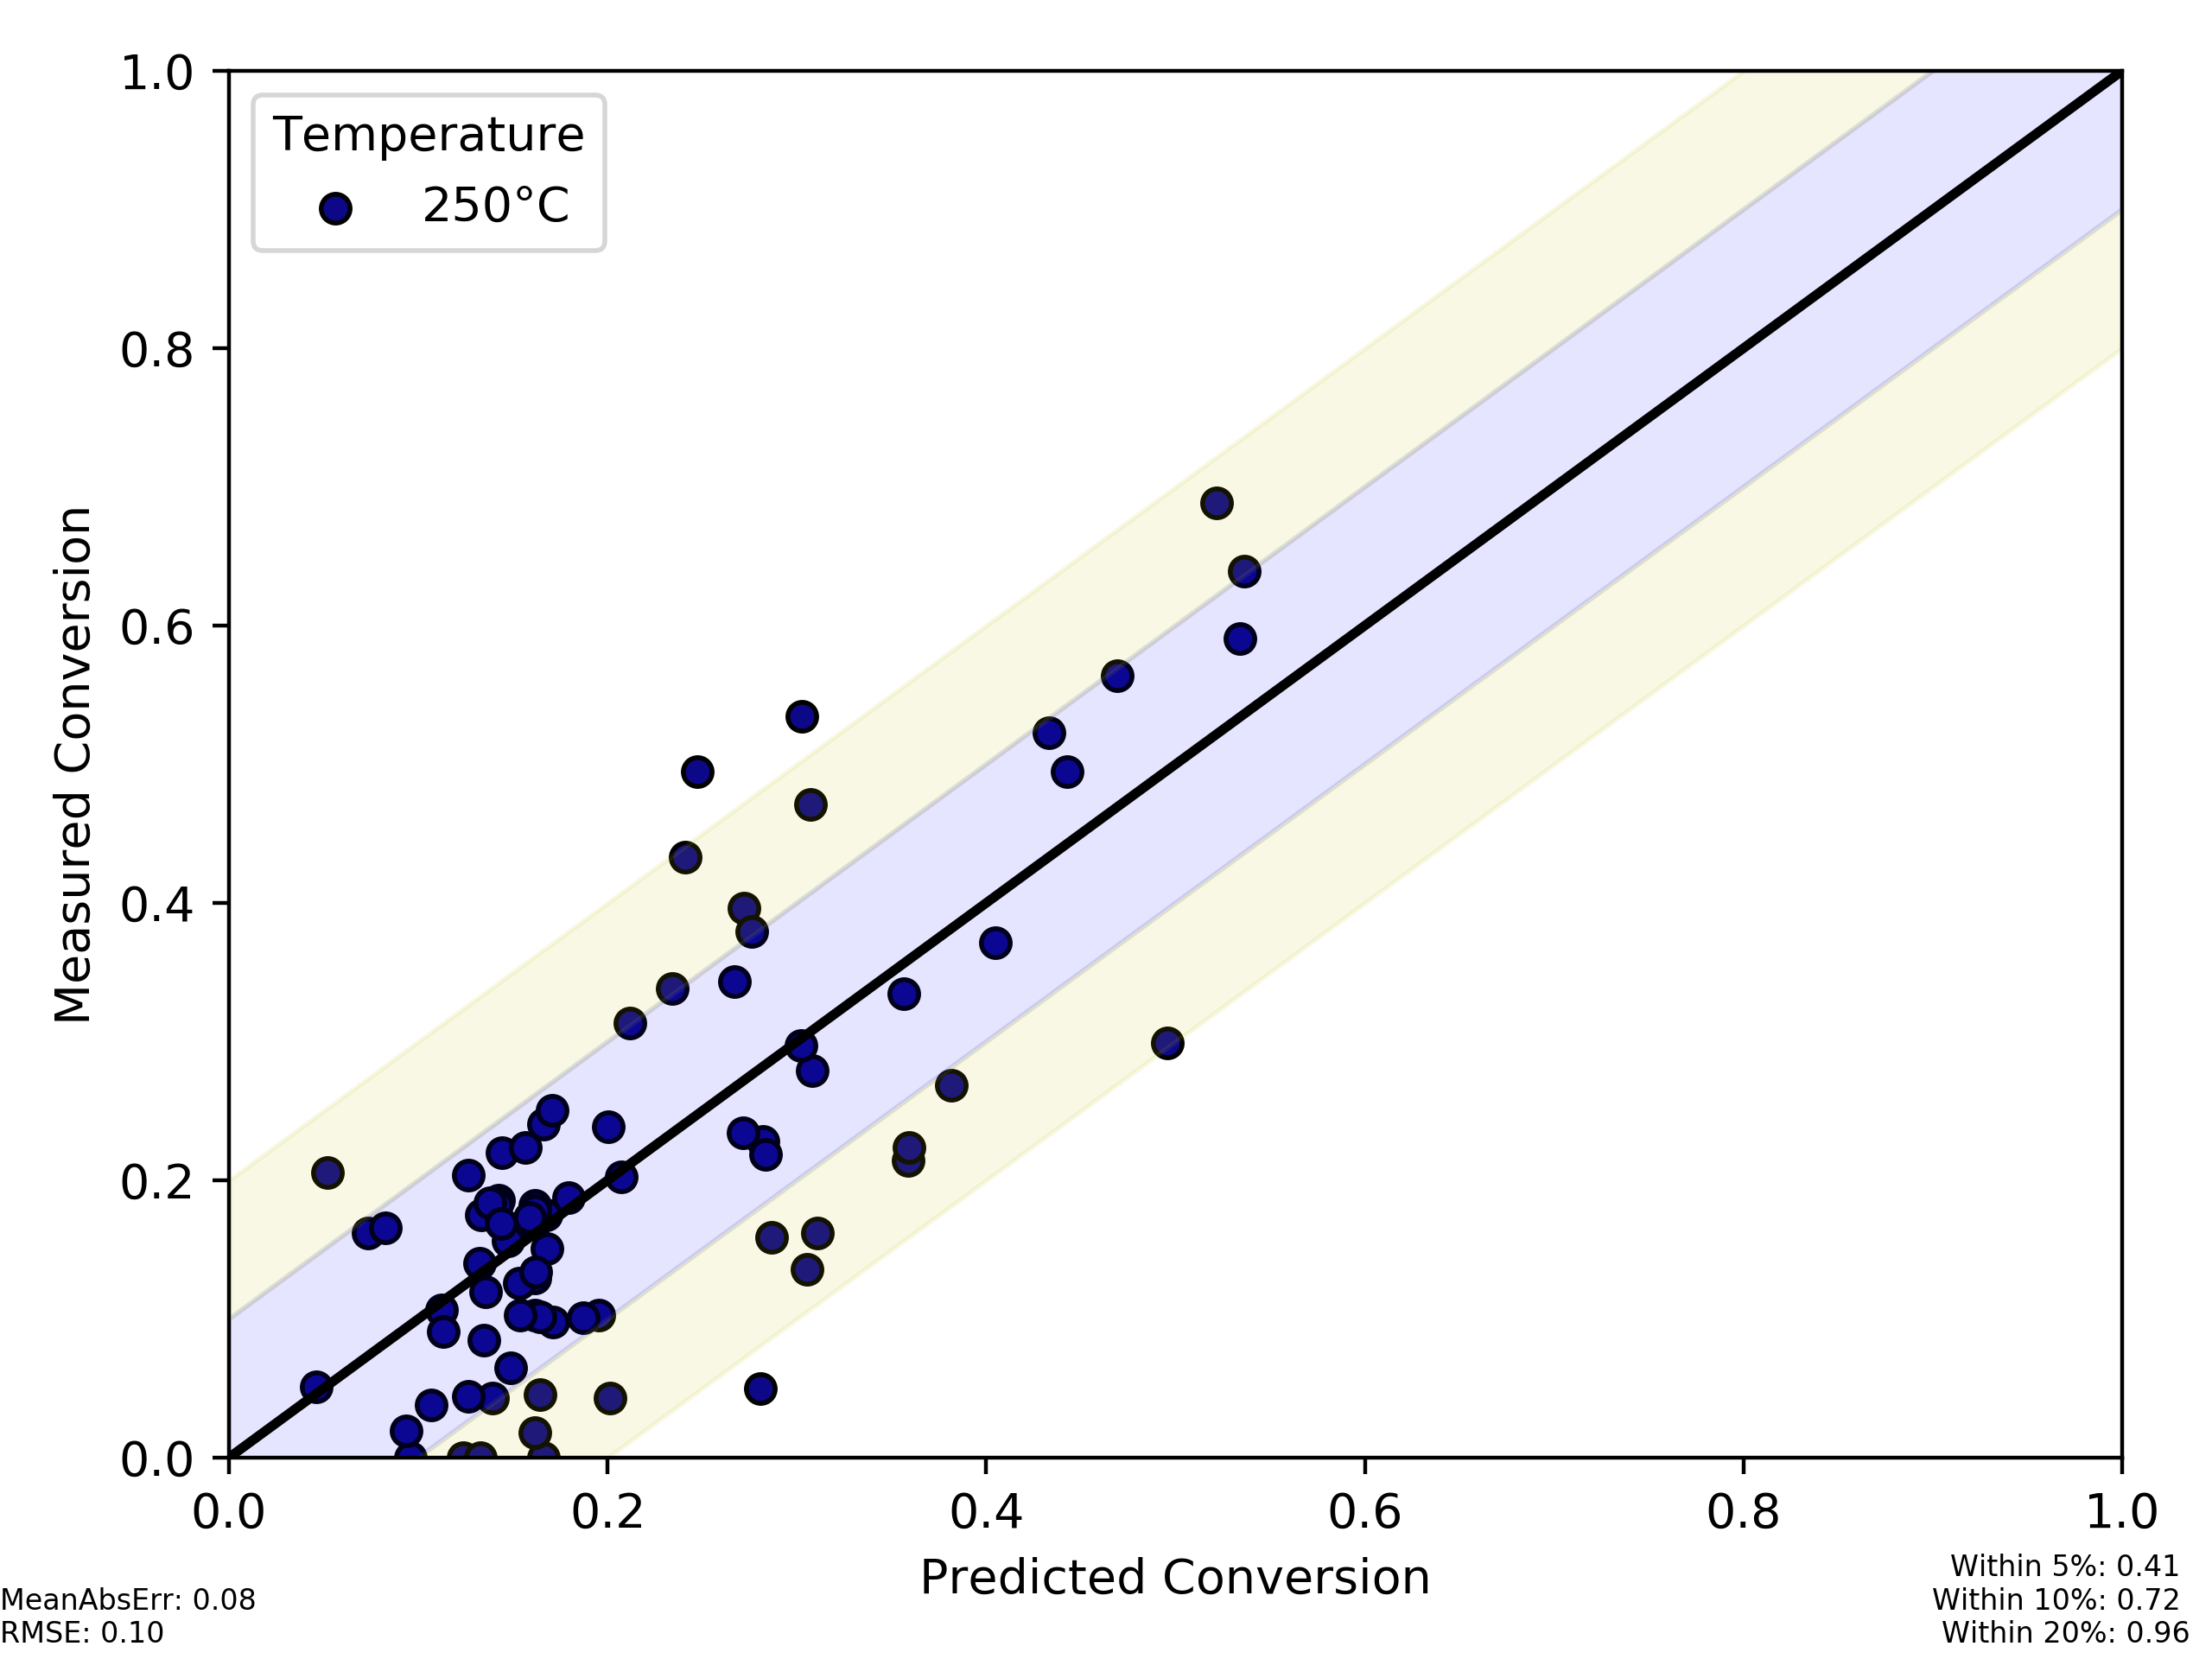 1.0
Temperature
250°C
0.8
0.6
0.4
0.2
0.0
Measured Conversion
0.0 0.2 0.4 0.6 0.8 1.0
Predicted Conversion
MeanAbsErr: 0.08
RMSE: 0.10
Within 5%: 0.41
Within 10%: 0.72
Within 20%: 0.96